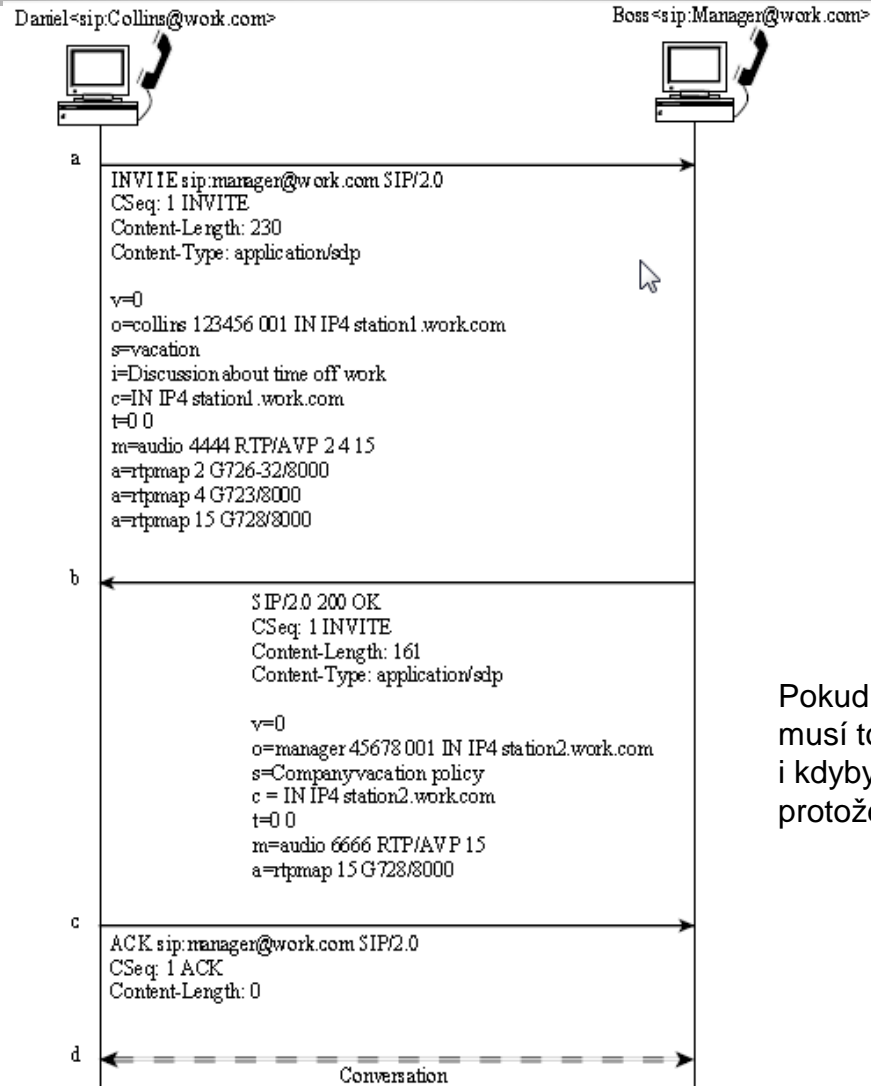 Daniel<sip:Collins@work.com>
Boss<sip:Manager@work.com>
a
INVITE sip:manager@work.com SIP/2.0
CSeq: 1 INVITE
Content-Length: 230
Content-Type: application/sdp
v=0
o=collins 123456 001 IN IP4 station1.work.com
s=vacation
i=Discussion about time off work
c=IN IP4 station1.work.com
t=0 0
m=audio 4444 RTP/AVP 2 4 15
a=rtpmap 2 G726-32/8000
a=rtpmap 4 G723/8000
a=rtpmap 15 G728/8000
b
SIP/2.0 200 OK
CSeq: 1 INVITE
Content-Length: 161
Content-Type: application/sdp
v=0
o=manager 45678 001 IN IP4 station2.work.com
s=Company vacation policy
c = IN IP4 station2.work.com
t=0 0
m=audio 6666 RTP/AVP 15
a=rtpmap 15 G728/8000
Pokud
musí
i kdyby
c
ACK sip:manager@work.com SIP/2.0
CSeq: 1 ACK
Content-Length: 0
d
Conversation